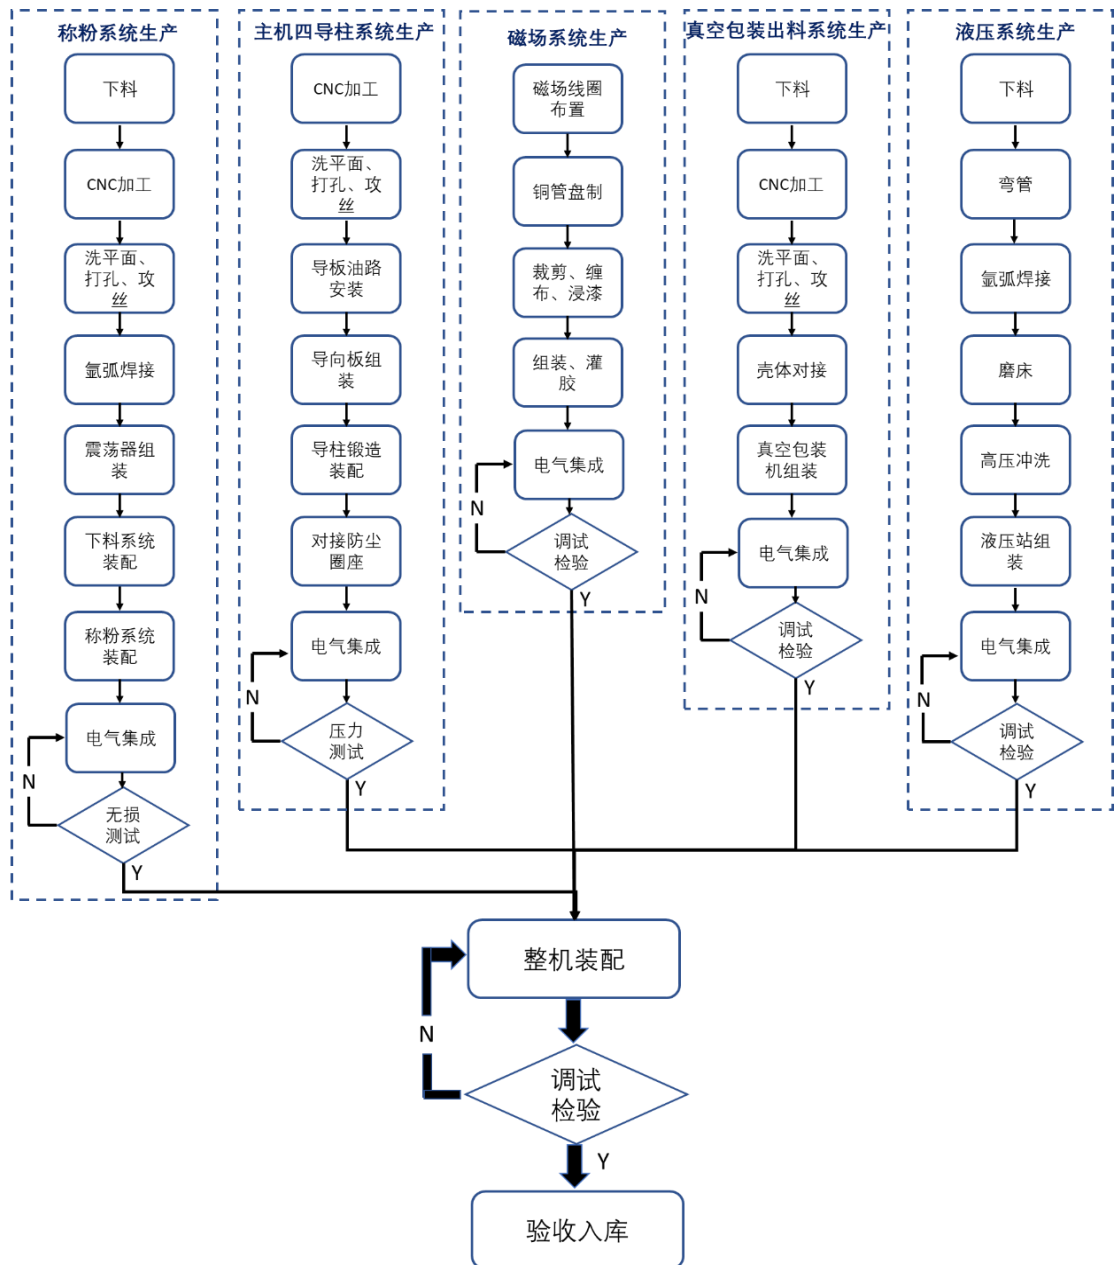 称粉系统生产
下料
CNC加工
洗平面、
打孔、攻
丝
氩弧焊接
震荡器组
装
下料系统
装配
称粉系统
装配
电气集成
N
无损
测试
Y
主机四导柱系统生产
CNC加工
洗平面、
打孔、攻
丝
导板油路
安装
导向板组
装
导柱锻造
装配
对接防尘
圈座
电气集成
N
压力
测试
Y
磁场系统生产
磁场线圈
布置
铜管盘制
裁剪、缠
布、浸漆
组装、灌
胶
电气集成
N
调试
检验
Y
真空包装出料系统生产
下料
CNC加工
洗平面、
打孔、攻
丝
壳体对接
真空包装
机组装
电气集成
N
调试
检验
Y
液压系统生产
下料
弯管
氩弧焊接
磨床
高压冲洗
液压站组
装
电气集成
N
调试
检验
Y
整机装配
N
调试
检验
Y
验收入库